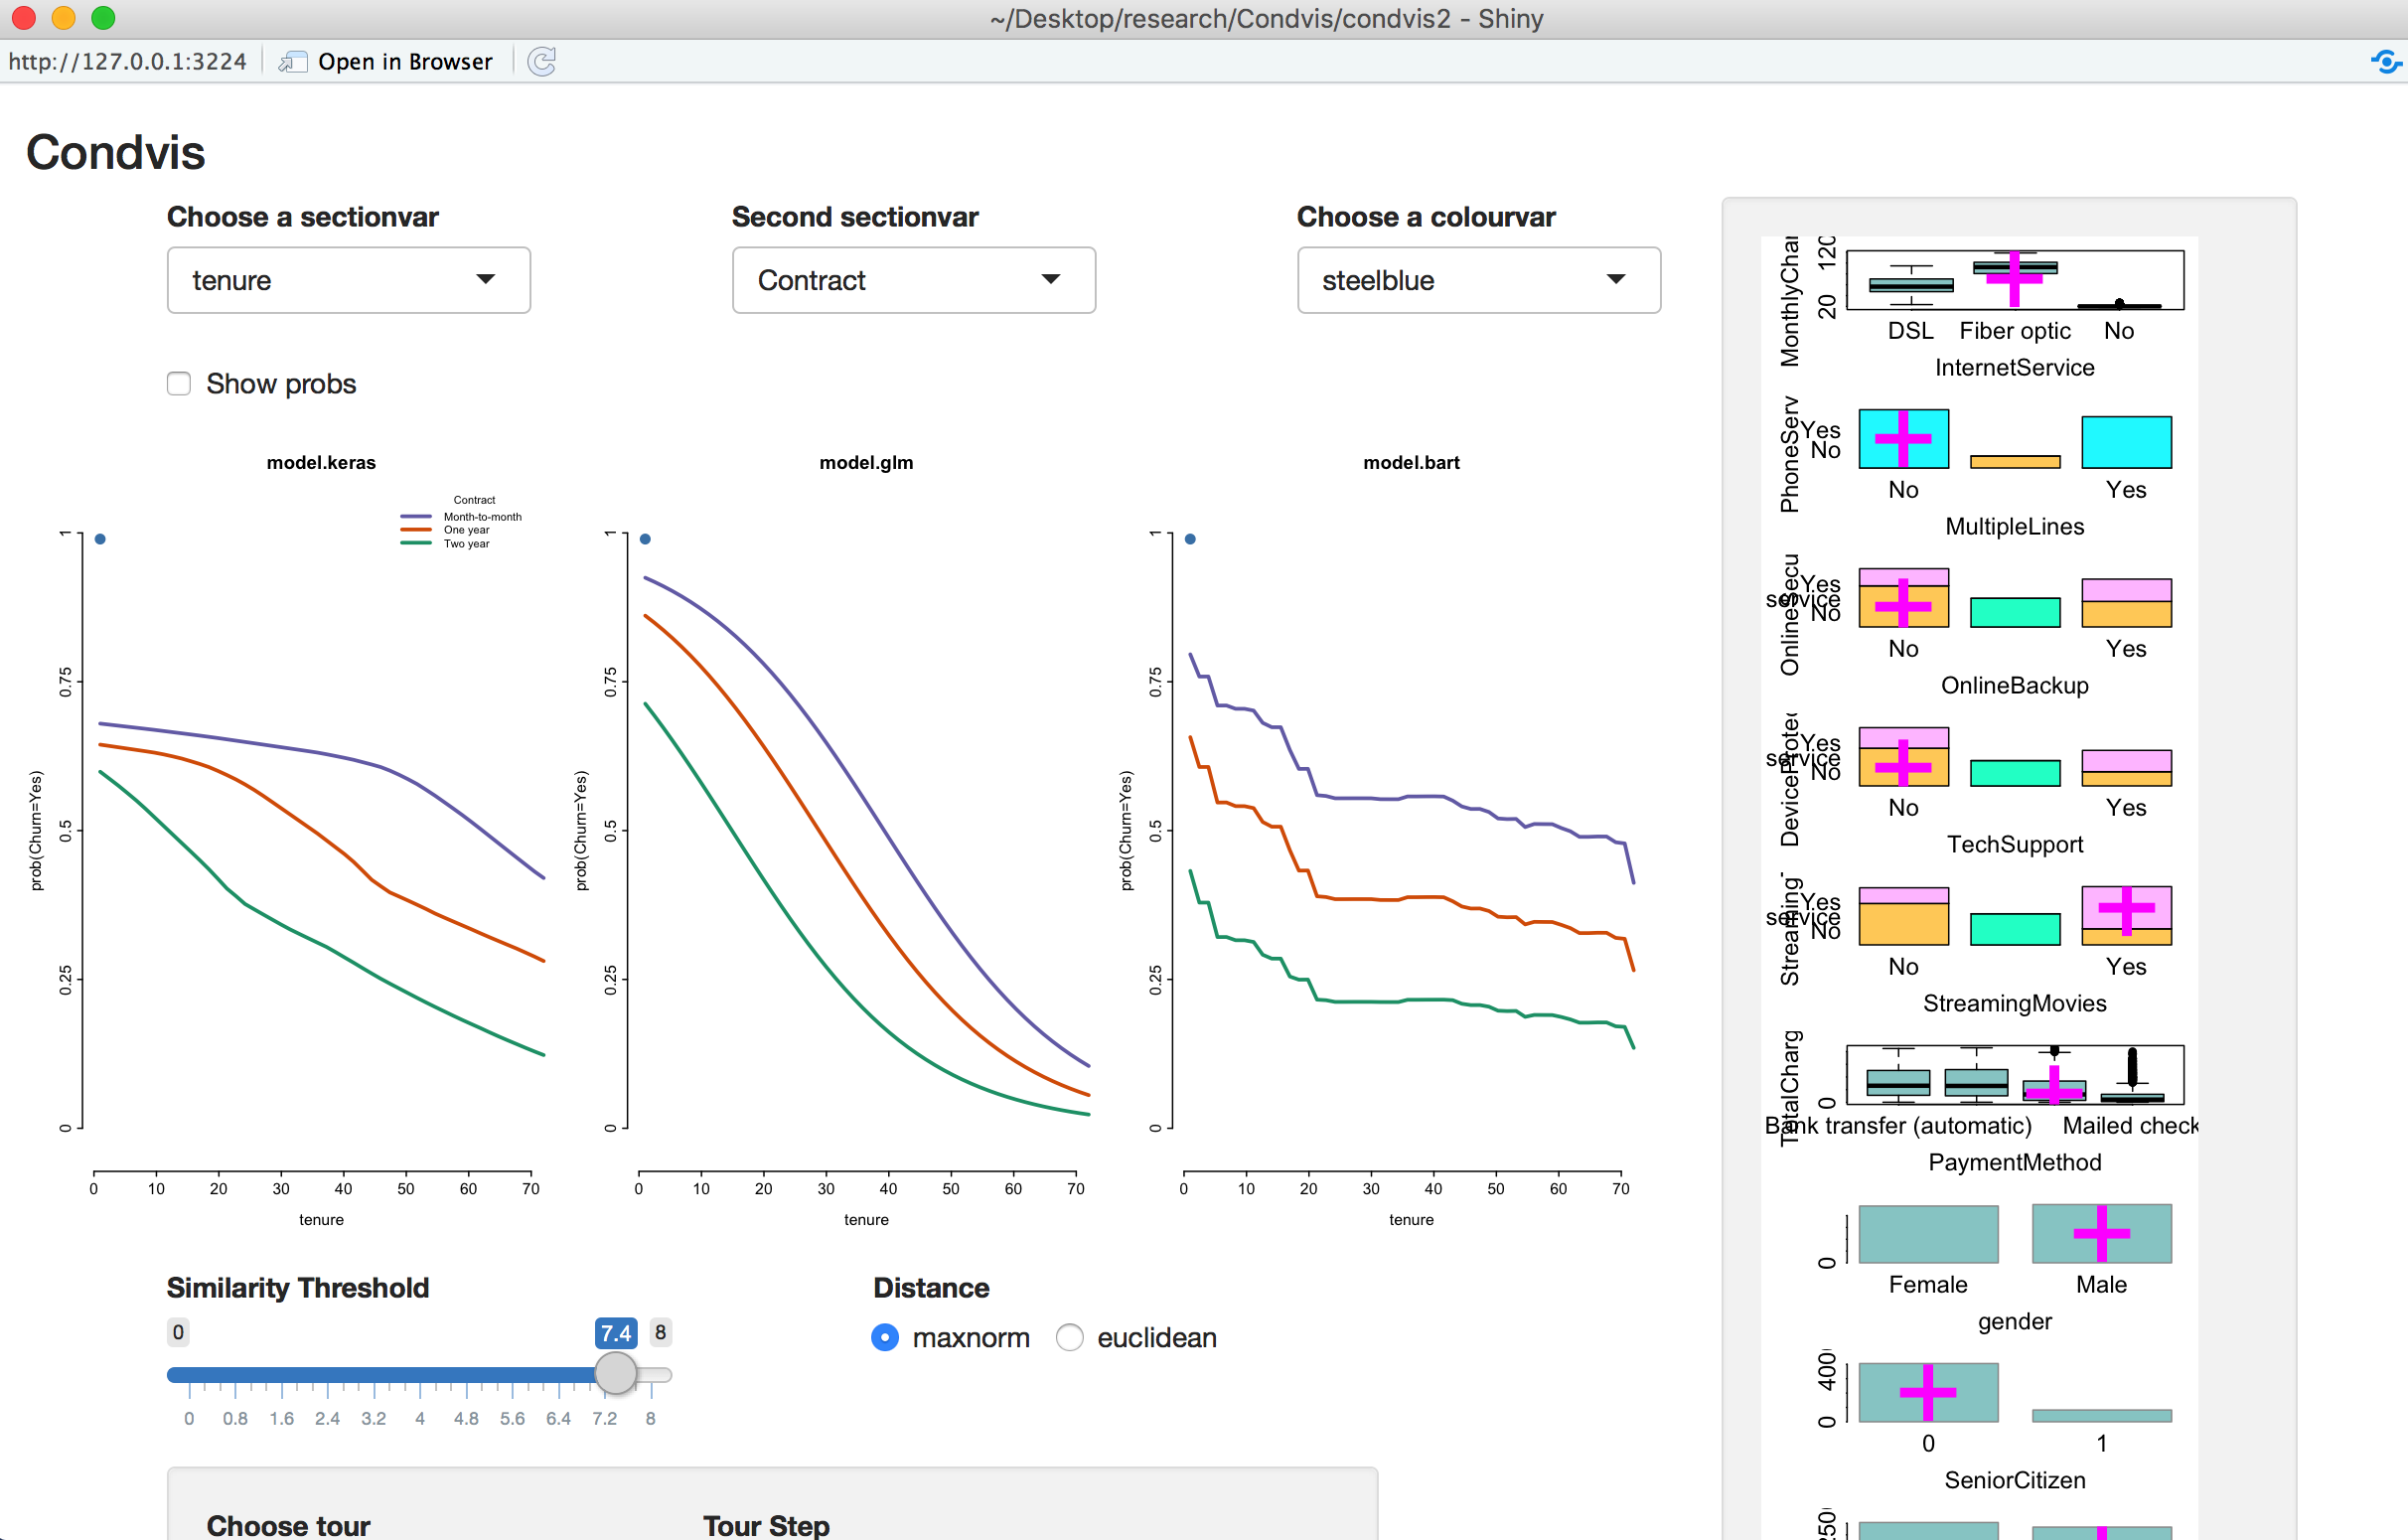 ~/Desktop/research/Condvis/condvis2 - Shiny
http://127.0.0.1:3224 Open in Browser
Condvis
Choose a sectionvar
tenure
Second sectionvar
Contract
Choose a colourvar
steelblue
Show probs
model.keras
Contract
Month-to-month
One year
Two year
prob(Churn=Yes)
1
0.75
0.5
0.25
0
0 10 20 30 40 50 60 70
tenure
model.glm
prob(Churn=Yes)
1
0.75
0.5
0.25
0
0 10 20 30 40 50 60 70
tenure
model.bart
prob(Churn=Yes)
1
0.75
0.5
0.25
0
0 10 20 30 40 50 60 70
tenure
Similarity Threshold
0 7.4 8
0 0.8 1.6 2.4 3.2 4 4.8 5.6 6.4 7.2 8
Distance
maxnorm euclidean
Choose tour
Tour Step
MonthlyChar
20 120
DSL Fiber optic No
InternetService
PhoneServ
Yes
No
No Yes
MultipleLines
OnlineSecu
Yes
service
No
No Yes
OnlineBackup
DeviceProtec
Yes
service
No
No Yes
TechSupport
Streaming
Yes
service
No
No Yes
StreamingMovies
TotalCharg
0
Bank transfer (automatic) Mailed check
PaymentMethod
0
Female Male
gender
400
0
0 1
SeniorCitizen
250